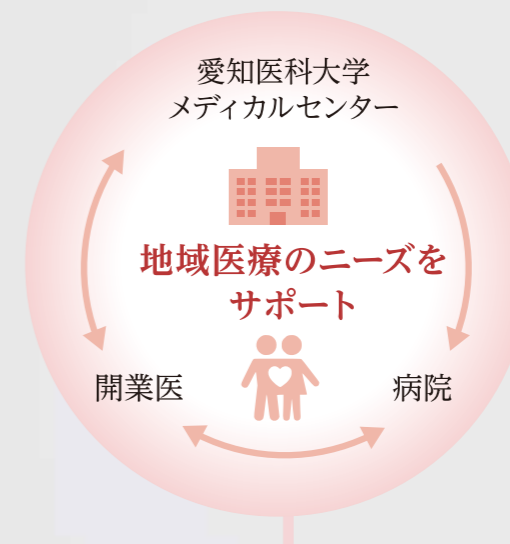 愛知医科大学
メディカルセンター
地域医療のニーズを
サポート
開業医
病院